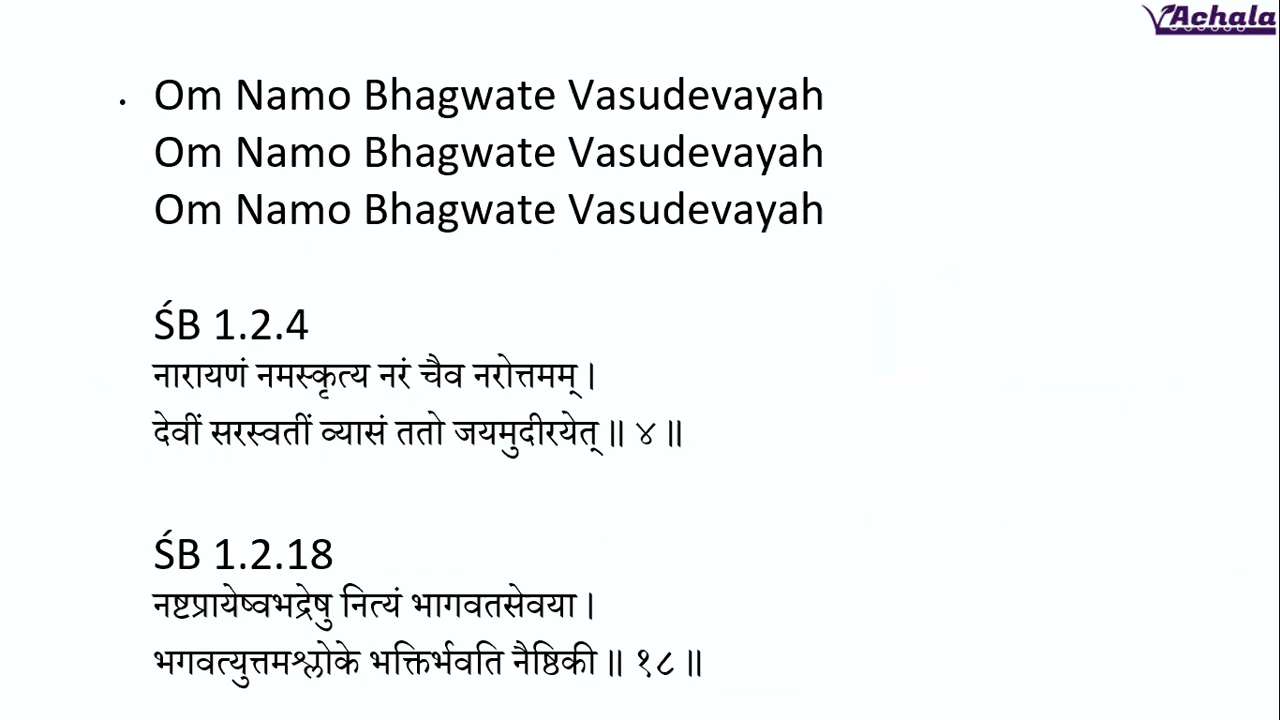 Achala
• Om Namo Bhagwate Vasudevayah
Om Namo Bhagwate Vasudevayah
Om Namo Bhagwate Vasudevayah
ŚB 1.2.4
नारायणं नमस्कृत्य नरं चैव नरोत्तमम् ।
देवीं सरस्वतीं व्यासं ततो जयमुदीरयेत् ॥ ४ ॥
ŚB 1.2.18
नष्टप्रायेष्वभद्रेषु नित्यं भागवतसेवया ।
भगवत्युत्तमश्लोके भक्तिर्भवति नैष्ठिकी ॥ १८ ॥